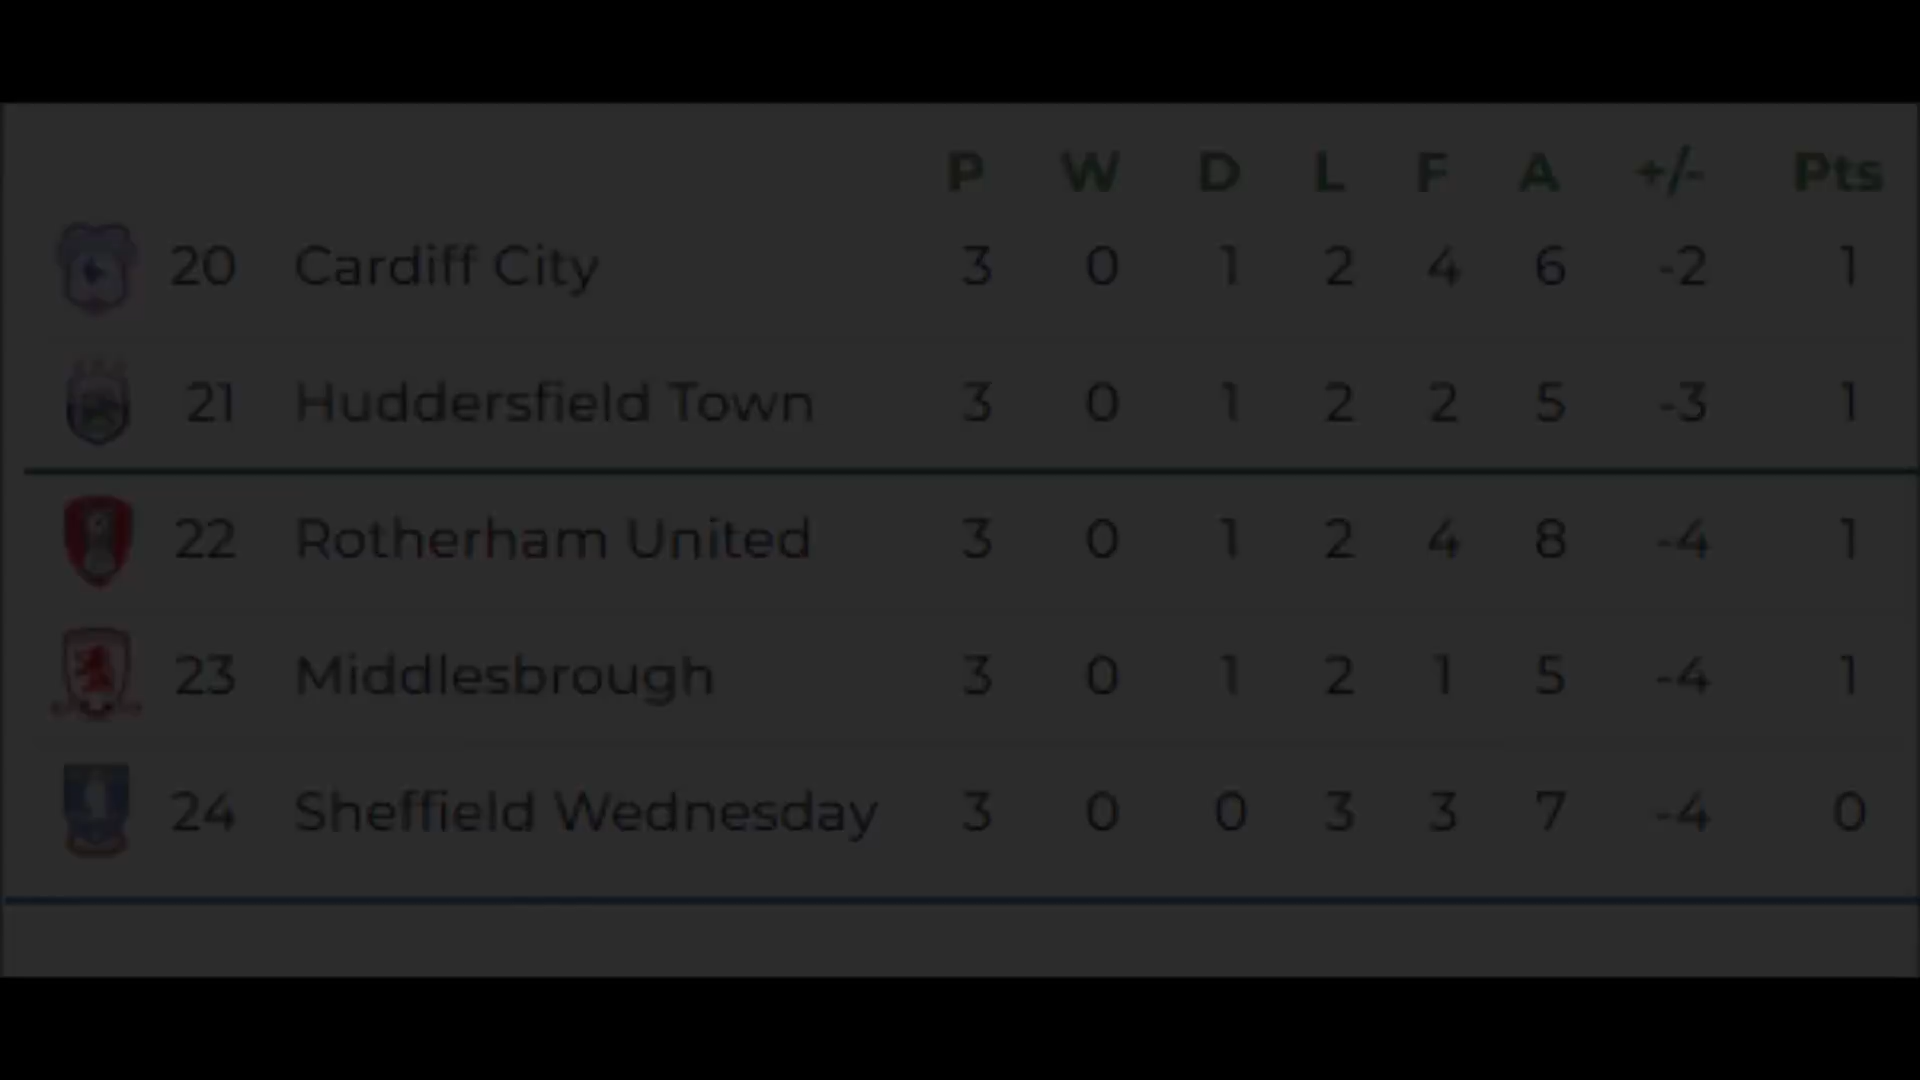 P W D L F A +/- Pts
20 Cardiff City 3 0 1 2 4 6 -2 1
21 Huddersfield Town 3 0 1 2 2 5 -3 1
22 Rotherham United 3 0 1 2 4 8 -4 1
23 Middlesbrough 3 0 1 2 1 5 -4 1
24 Sheffield Wednesday 3 0 0 3 3 7 -4 0